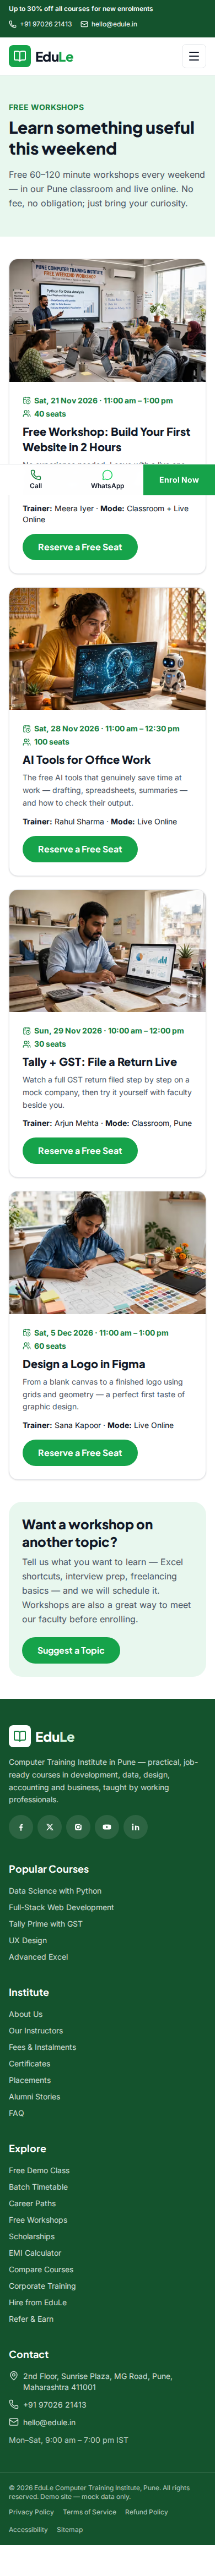 Up to 30% off all courses for new enrolments
+91 97026 21413 hello@edule.in
EduLe
FREE WORKSHOPS
Learn something useful
this weekend
Free 60–120 minute workshops every weekend
— in our Pune classroom and live online. No
fee, no obligation; just bring your curiosity.
PUNE COMPUTER TRAINING INSTITUTE
Python for Data Analysis
Sat, 21 Nov 2026 · 11:00 am – 1:00 pm
40 seats
Free Workshop: Build Your First
Website in 2 Hours
Call
WhatsApp
Enrol Now
Trainer: Meera Iyer · Mode: Classroom + Live
Online
Reserve a Free Seat
Sat, 28 Nov 2026 · 11:00 am – 12:30 pm
100 seats
AI Tools for Office Work
The free AI tools that genuinely save time at
work — drafting, spreadsheets, summaries —
and how to check their output.
Trainer: Rahul Sharma · Mode: Live Online
Reserve a Free Seat
Sun, 29 Nov 2026 · 10:00 am – 12:00 pm
30 seats
Tally + GST: File a Return Live
Watch a full GST return filed step by step on a
mock company, then try it yourself with faculty
beside you.
Trainer: Arjun Mehta · Mode: Classroom, Pune
Reserve a Free Seat
Sat, 5 Dec 2026 · 11:00 am – 1:00 pm
60 seats
Design a Logo in Figma
From a blank canvas to a finished logo using
grids and geometry — a perfect first taste of
graphic design.
Trainer: Sana Kapoor · Mode: Live Online
Reserve a Free Seat
Want a workshop on
another topic?
Tell us what you want to learn — Excel
shortcuts, interview prep, freelancing
basics — and we will schedule it.
Workshops are also a great way to meet
our faculty before enrolling.
Suggest a Topic
EduLe
Computer Training Institute in Pune — practical, job-
ready courses in development, data, design,
accounting and business, taught by working
professionals.
Popular Courses
Data Science with Python
Full-Stack Web Development
Tally Prime with GST
UX Design
Advanced Excel
Institute
About Us
Our Instructors
Fees & Instalments
Certificates
Placements
Alumni Stories
FAQ
Explore
Free Demo Class
Batch Timetable
Career Paths
Free Workshops
Scholarships
EMI Calculator
Compare Courses
Corporate Training
Hire from EduLe
Refer & Earn
Contact
2nd Floor, Sunrise Plaza, MG Road, Pune,
Maharashtra 411001
+91 97026 21413
hello@edule.in
Mon–Sat, 9:00 am – 7:00 pm IST
© 2026 EduLe Computer Training Institute, Pune. All rights
reserved. Demo site — mock data only.
Privacy Policy Terms of Service Refund Policy
Accessibility Sitemap